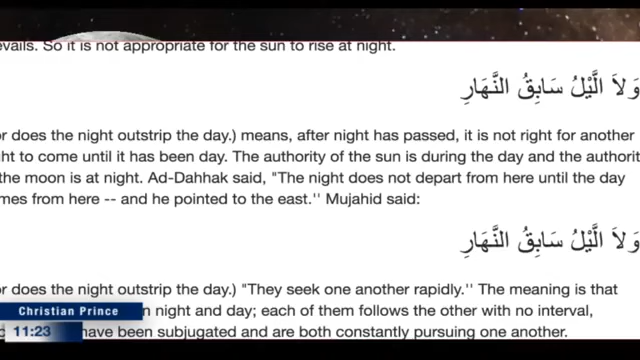 evails. So it is not appropriate for the sun to rise at night.
وَلاَ الَّيْلُ سَابِقُ النَّهَارِ
or does the night outstrip the day.) means, after night has passed, it is not right for another
ght to come until it has been day. The authority of the sun is during the day and the authorit
the moon is at night. Ad-Dahhak said, "The night does not depart from here until the day
mes from here -- and he pointed to the east.'' Mujahid said:
وَلاَ الَّيْلُ سَابِقُ النَّهَارِ
or does the night outstrip the day.) "They seek one another rapidly.'' The meaning is that
Christian Prince
n night and day; each of them follows the other with no interval,
11:23
have been subjugated and are both constantly pursuing one another.